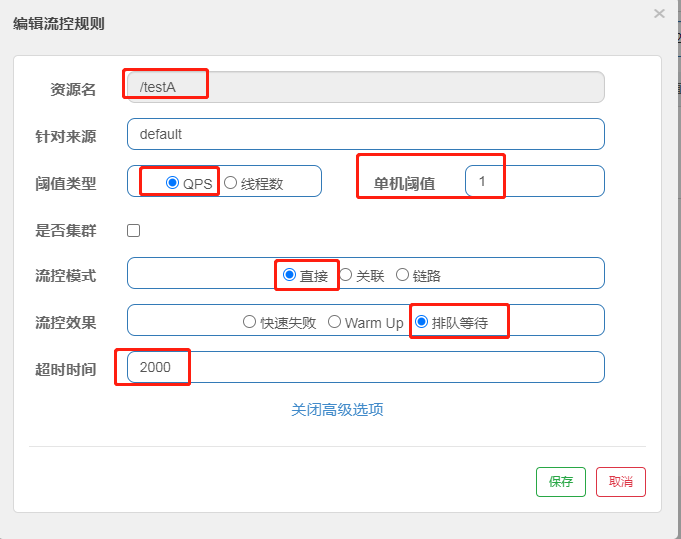 编辑流控规则 ×
资源名 /testA
针对来源 default
阈值类型 QPS 线程数 单机阈值 1
是否集群
流控模式 直接 关联 链路
流控效果 快速失败 Warm Up 排队等待
超时时间 2000
关闭高级选项
保存 取消